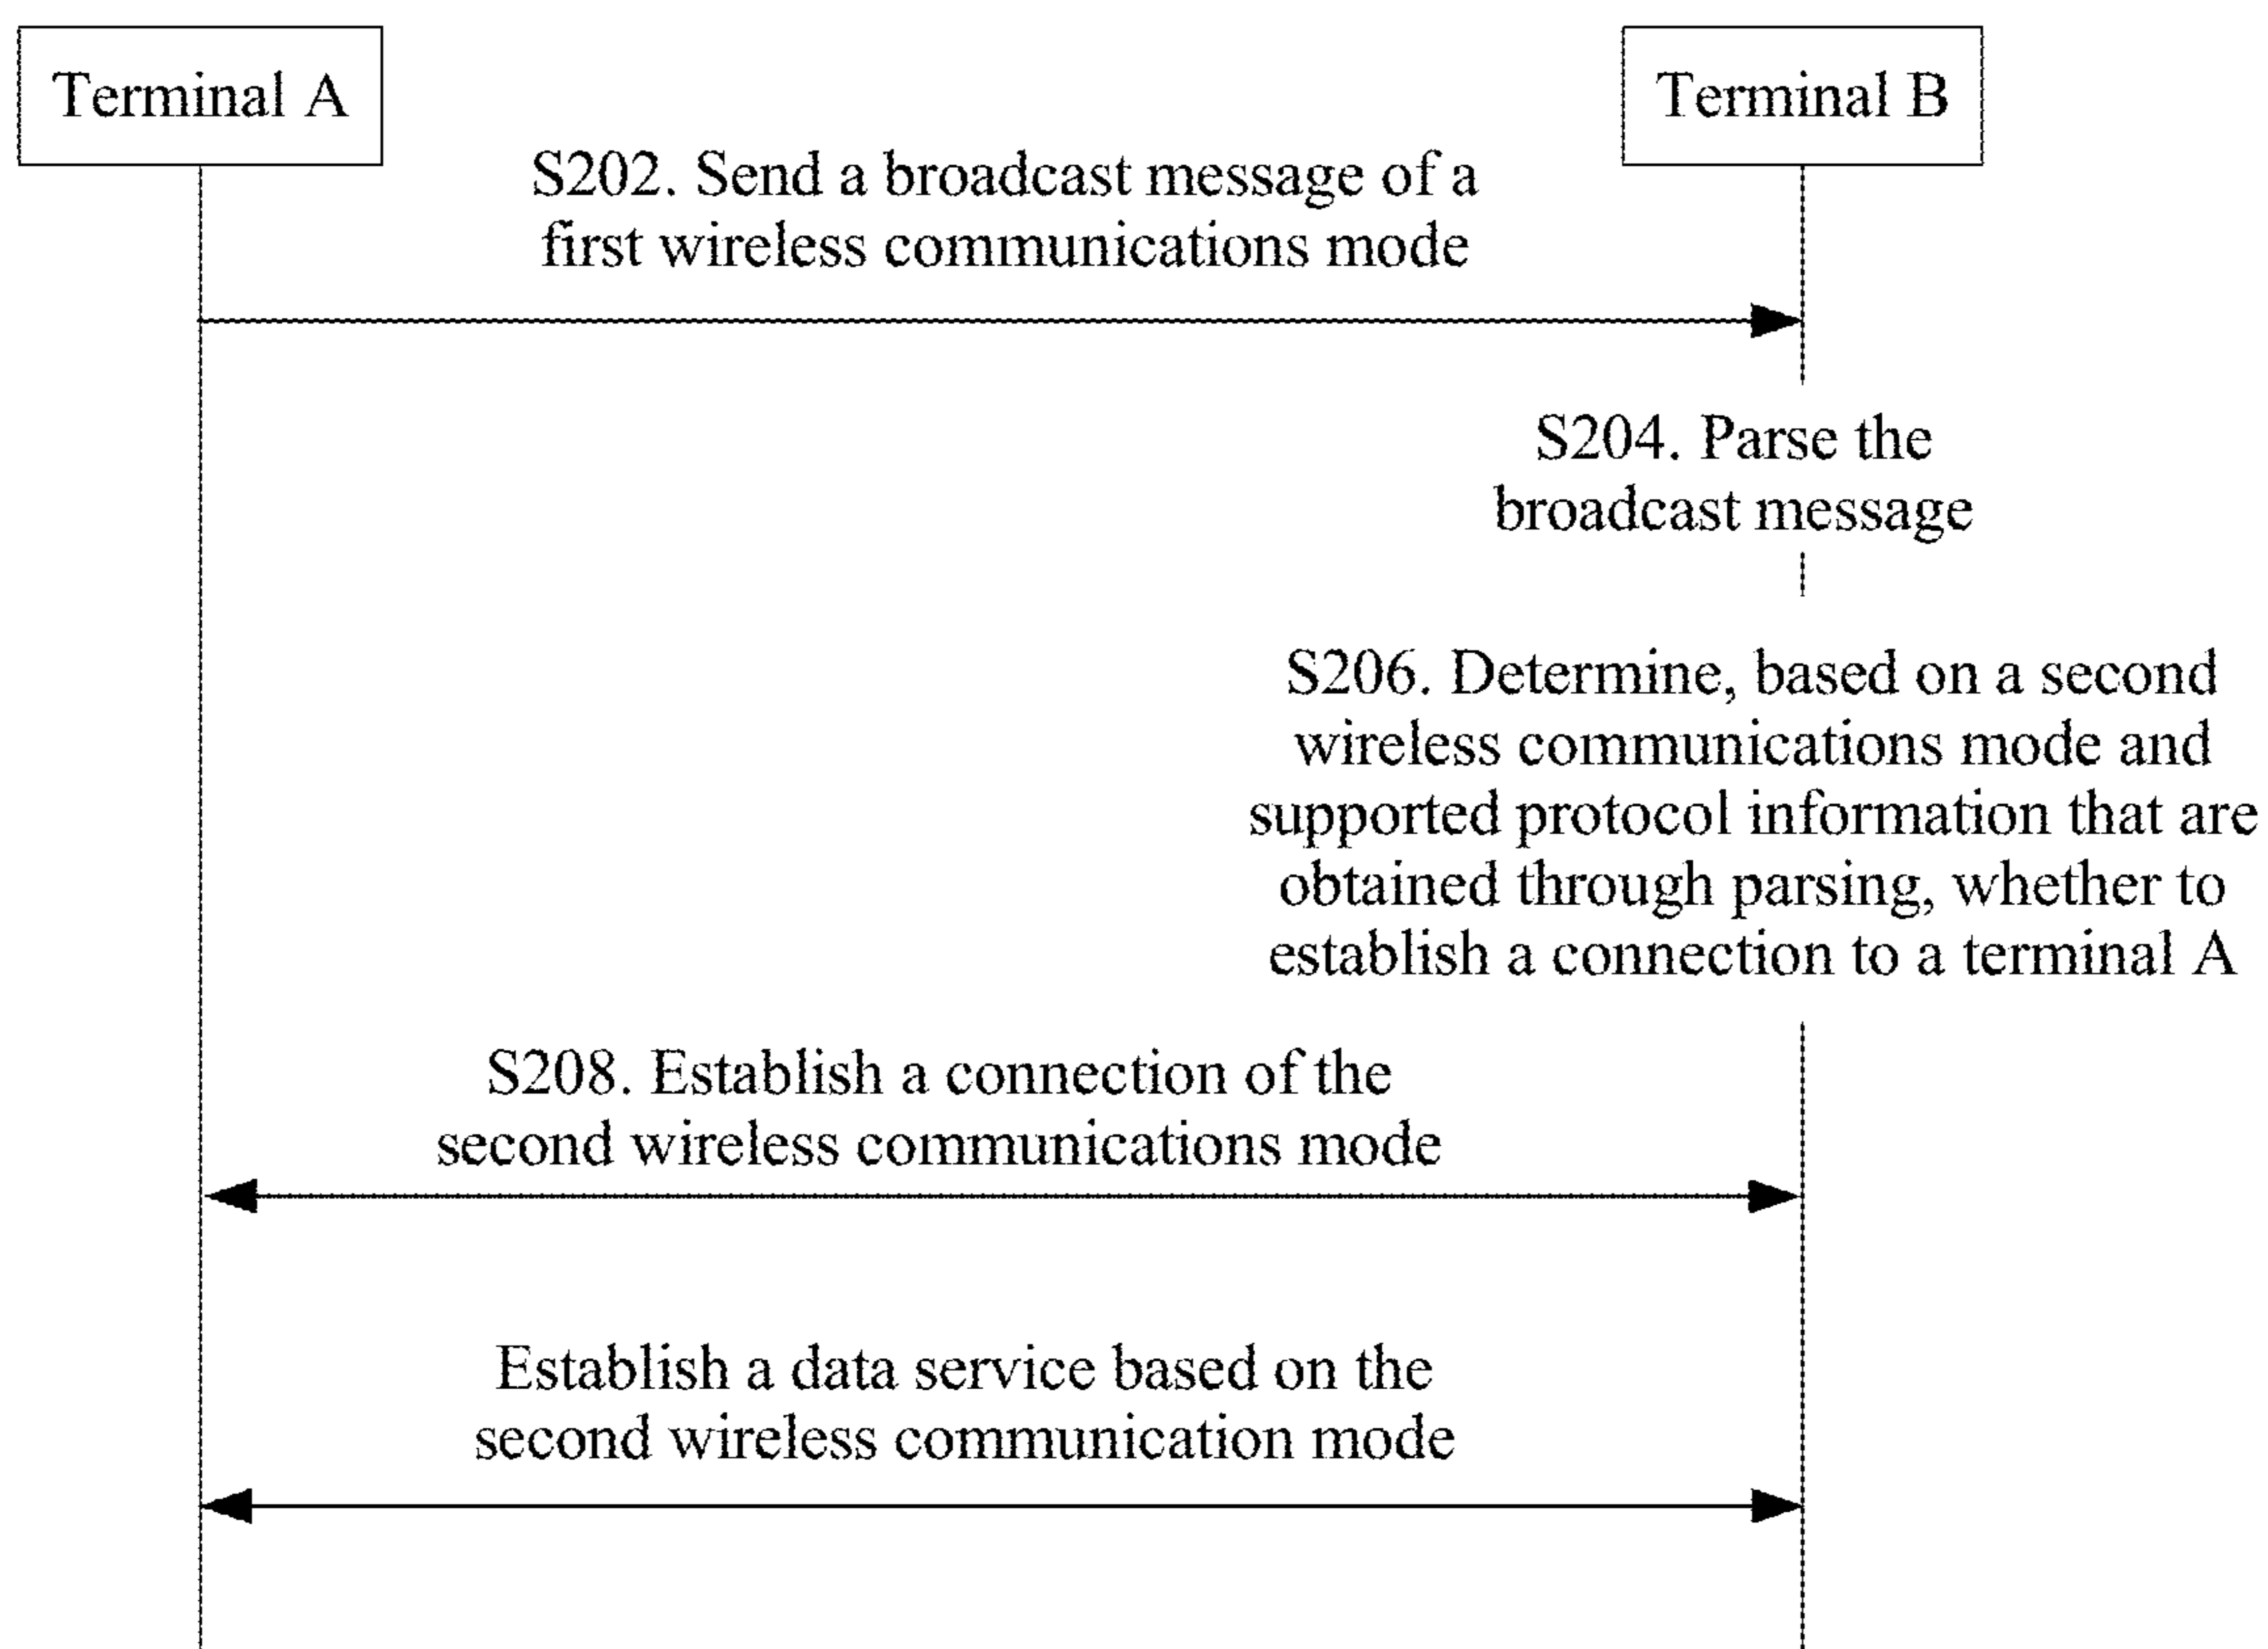 Terminal A
Terminal B
S202. Send a broadcast message of a
first wireless communications mode
S204. Parse the
broadcast message
S206. Determine, based on a second
wireless communications mode and
supported protocol information that are
obtained through parsing, whether to
establish a connection to a terminal A
S208. Establish a connection of the
second wireless communications mode
Establish a data service based on the
second wireless communication mode